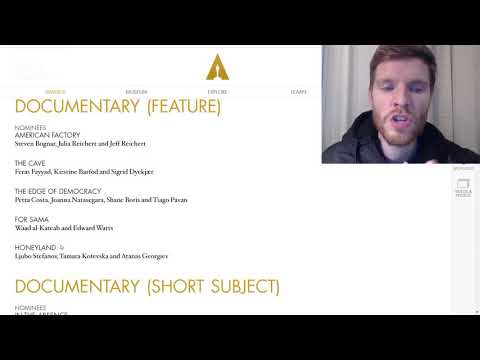 AWARDS
MUSEUM
EXPLORE
LEARN
DOCUMENTARY (FEATURE)
NOMINEES
AMERICAN FACTORY
Steven Bognar, Julia Reichert and Jeff Reichert
THE CAVE
Feras Fayyad, Kirstine Barfod and Sigrid Dyekjær
THE EDGE OF DEMOCRACY
Petra Costa, Joanna Natasegara, Shane Boris and Tiago Pavan
FOR SAMA
Waad al-Kateab and Edward Watts
HONEYLAND
Ljubo Stefanov, Tamara Kotevska and Atanas Georgiev
DOCUMENTARY (SHORT SUBJECT)
NOMINEES
IN THE ABSENCE